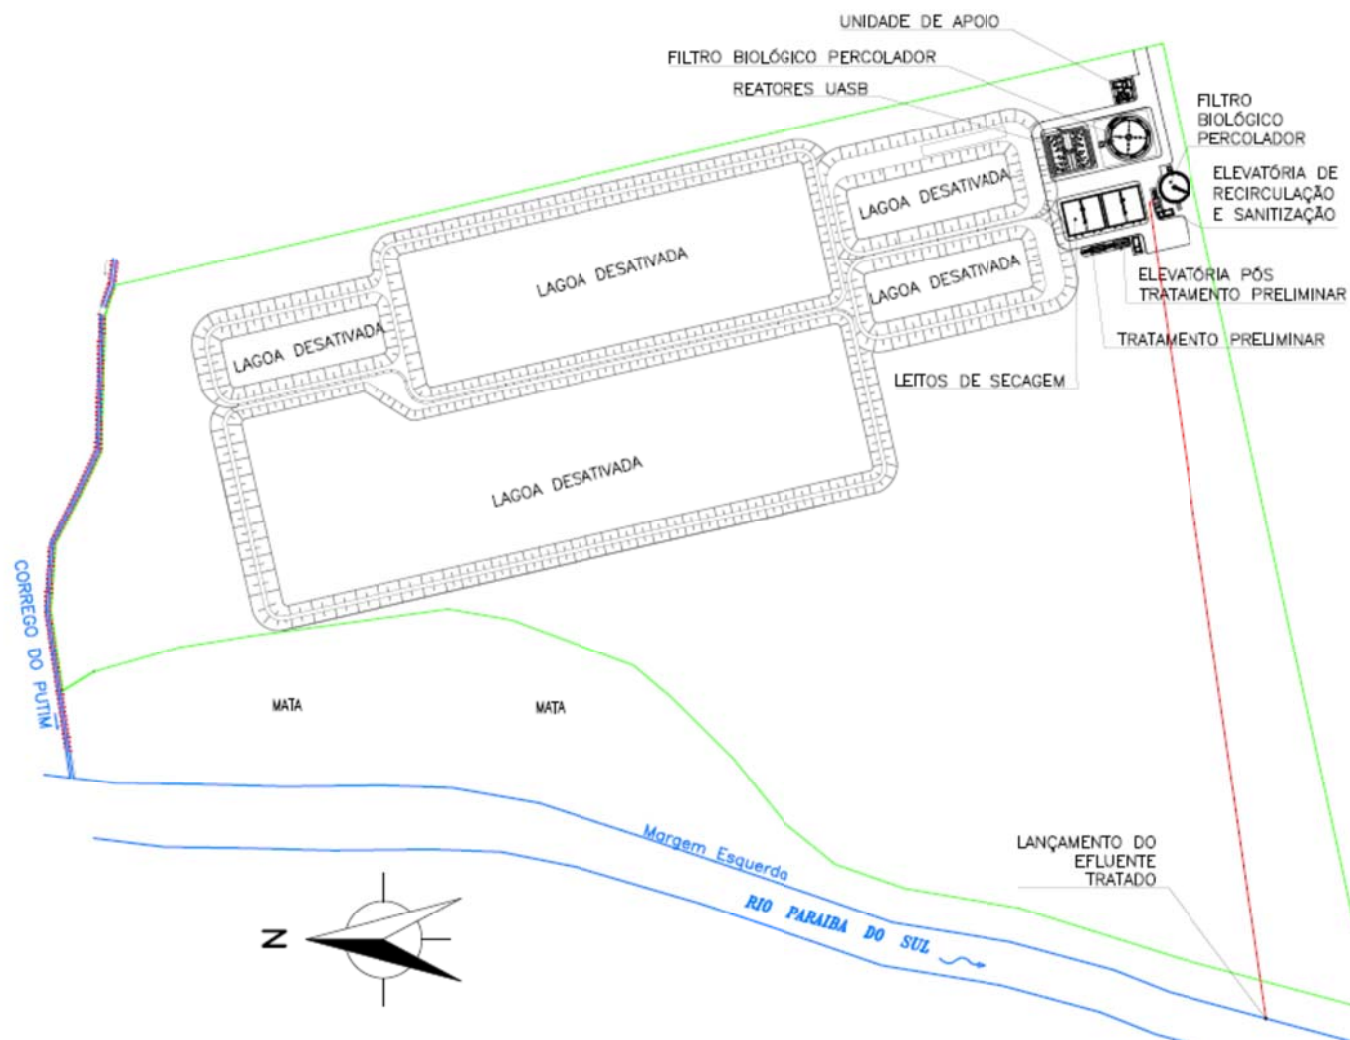 UNIDADE DE APOIO
FILTRO BIOLÓGICO PERCOLADOR
REATORES UASB
FILTRO
BIOLÓGICO
PERCOLADOR
ELEVATÓRIA DE
RECIRCULAÇÃO
E SANITIZAÇÃO
LAGOA DESATIVADA
LAGOA DESATIVADA
LAGOA DESATIVADA
LAGOA DESATIVADA
ELEVATÓRIA PÓS
TRATAMENTO PRELIMINAR
TRATAMENTO PRELIMINAR
LEITOS DE SECAGEM
LAGOA DESATIVADA
CORREGO DO PUTIM
MATA
MATA
Margem Esquerda
RIO PARAIBA DO SUL
LANÇAMENTO DO
EFLUENTE
TRATADO
N